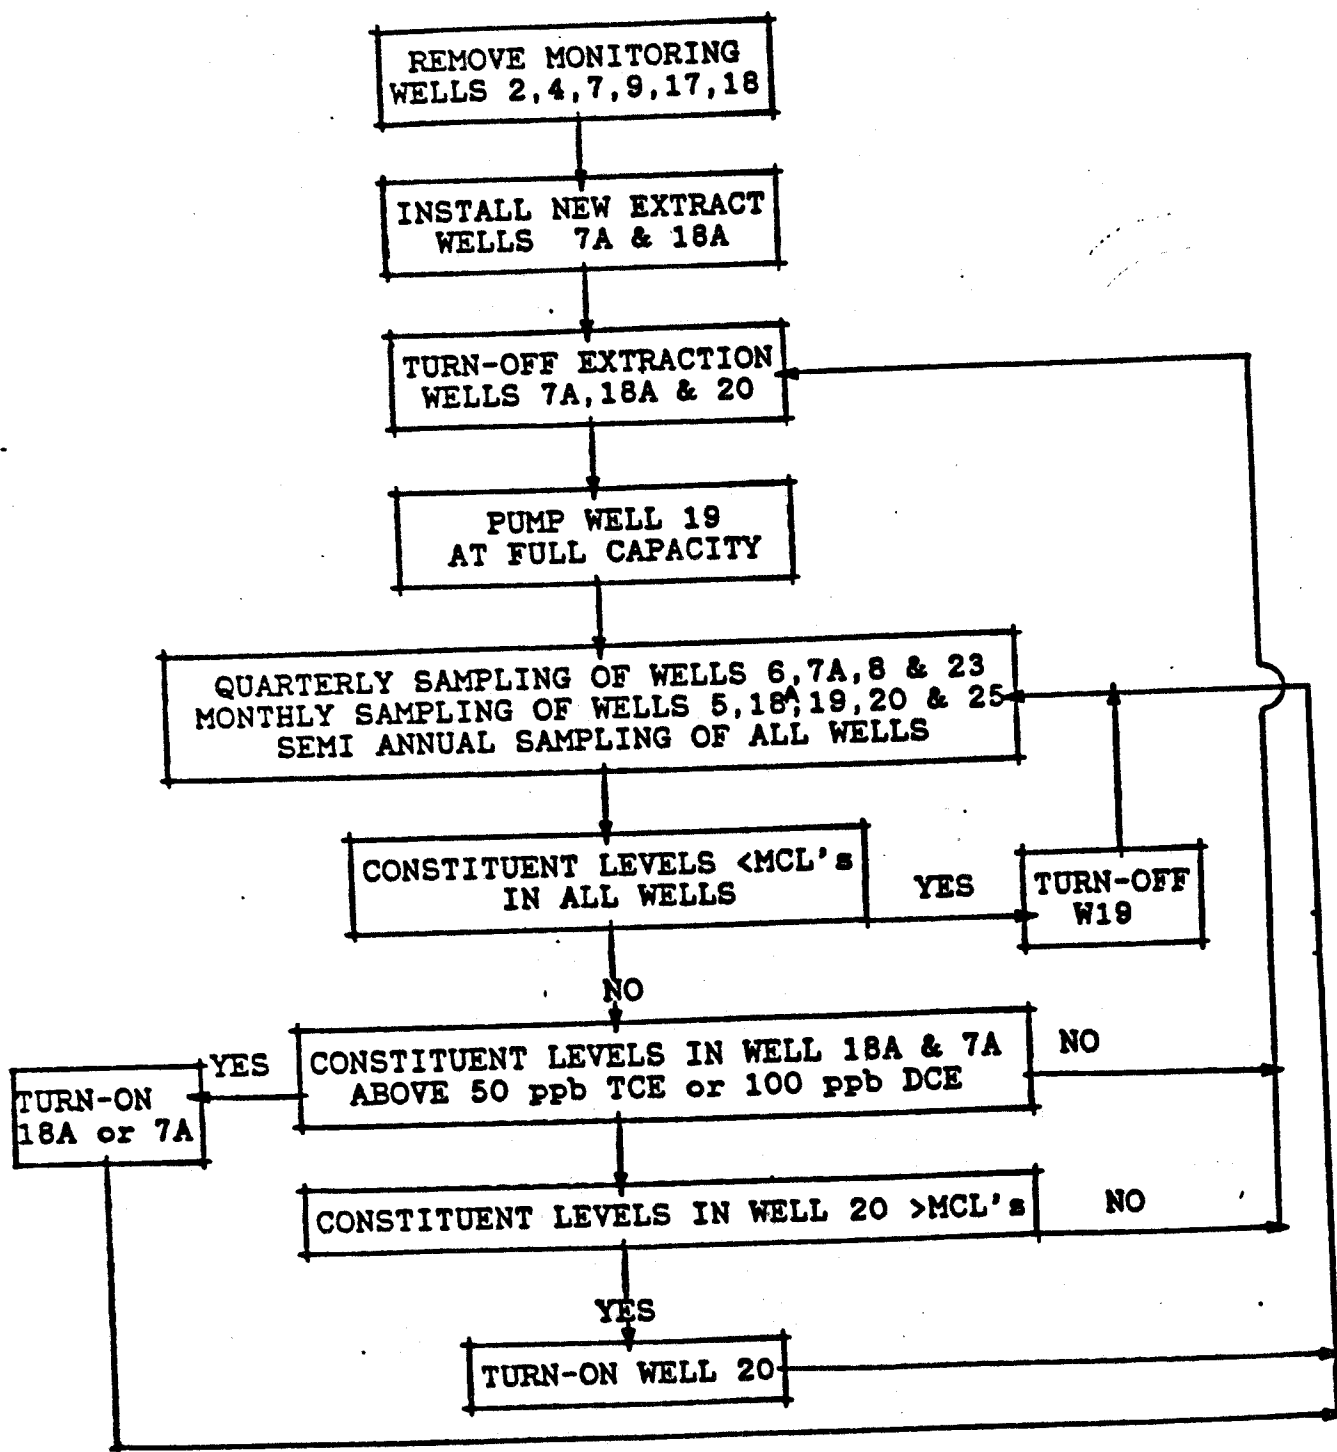 REMOVE MONITORING
WELLS 2,4,7,9,17,18
INSTALL NEW EXTRACT
WELLS 7A & 18A
TURN-OFF EXTRACTION
WELLS 7A,18A & 20
PUMP WELL 19
AT FULL CAPACITY
QUARTERLY SAMPLING OF WELLS 6,7A,8 & 23
MONTHLY SAMPLING OF WELLS 5,18A,19,20 & 25
SEMI ANNUAL SAMPLING OF ALL WELLS
CONSTITUENT LEVELS <MCL's
IN ALL WELLS
YES
TURN-OFF
W19
NO
CONSTITUENT LEVELS IN WELL 18A & 7A
ABOVE 50 ppb TCE or 100 ppb DCE
NO
YES
TURN-ON
18A or 7A
CONSTITUENT LEVELS IN WELL 20 >MCL's
NO
YES
TURN-ON WELL 20